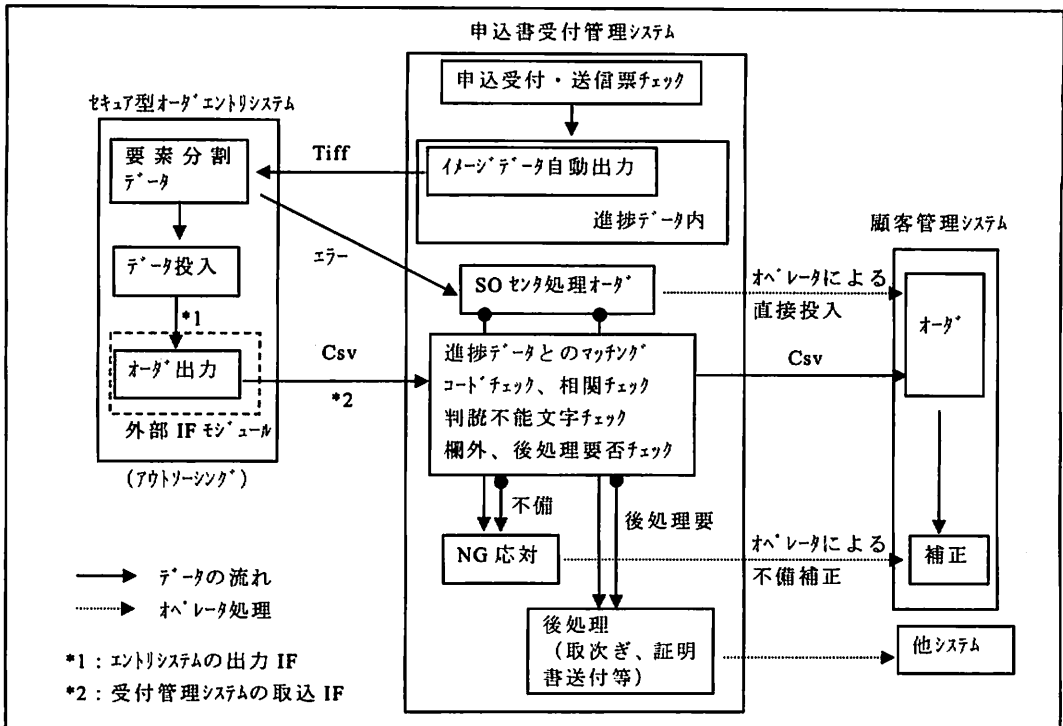 申込書受付管理ｼｽﾃﾑ
申込受付・送信票ﾁｪｯｸ
ｾｷｭｱ型ｵｰﾀﾞｴﾝﾄﾘｼｽﾃﾑ
要素分割
ﾃﾞｰﾀ
Tiff
ｲﾒｰｼﾞﾃﾞｰﾀ自動出力
進捗ﾃﾞｰﾀ内
顧客管理ｼｽﾃﾑ
ﾃﾞｰﾀ投入
ｴﾗｰ
SOｾﾝﾀ処理ｵｰﾀﾞ
ｵﾍﾟﾚｰﾀによる
直接投入
ｵｰﾀﾞ
*1
ｵｰﾀﾞ出力
Csv
*2
進捗ﾃﾞｰﾀとのﾏｯﾁﾝｸﾞ
ｺｰﾄﾞﾁｪｯｸ、相関ﾁｪｯｸ
判読不能文字ﾁｪｯｸ
欄外、後処理要否ﾁｪｯｸ
Csv
外部IFﾓｼﾞｭｰﾙ
(ｱｳﾄｿｰｼﾝｸﾞ)
不備
後処理要
NG応対
ｵﾍﾟﾚｰﾀによる
不備補正
補正
ﾃﾞｰﾀの流れ
ｵﾍﾟﾚｰﾀ処理
後処理
（取次ぎ、証明
書送付等）
他ｼｽﾃﾑ
*1：ｴﾝﾄﾘｼｽﾃﾑの出力IF
*2：受付管理ｼｽﾃﾑの取込IF